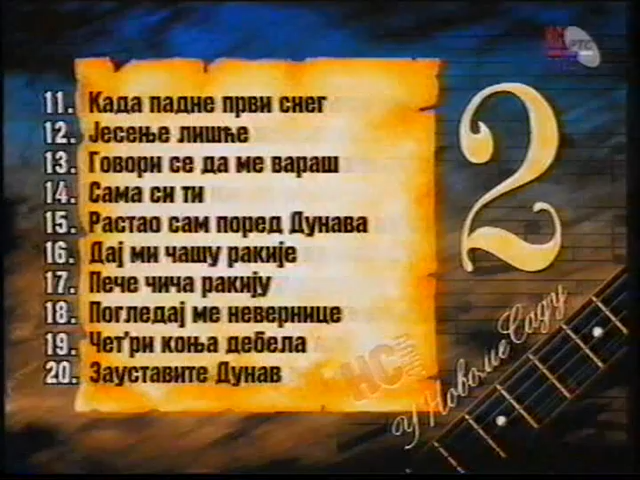 РТС
11. Када падне први снег
12. Јесење лишће
13. Говори се да ме вараш
14. Сама си ти
15. Растао сам поред Дунава
16. Дај ми чашу ракије
17. Пече чича ракију
18. Погледај ме невернице
19. Чет'ри коња дебела
20. Зауставите Дунав
2
У Новоме Саду
НС